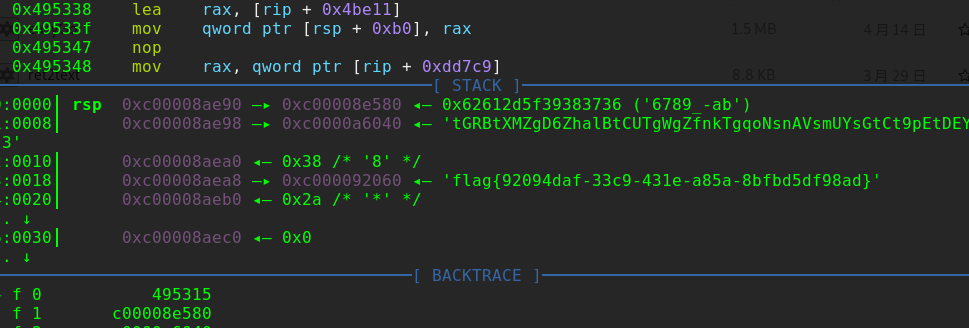 0x495338 lea rax, [rip + 0x4be11]
0x49533f mov qword ptr [rsp + 0xb0], rax 1.5 MB 4月14日
0x495347 nop
0x495348 mov rax, qword ptr [rip + 0xdd7c9] ret2text 8.8 KB 3月29日
[ STACK ]
:0000│ rsp 0xc00008ae90 —▸ 0xc00008e580 ◂— 0x62612d5f39383736 ('6789_-ab')
:0008│ 0xc00008ae98 —▸ 0xc0000a6040 ◂— 'tGRBtXMZgD6ZhalBtCUTgWgZfnkTgqoNsnAVsmUYsGtCt9pEtDEY
3'
:0010│ 0xc00008aea0 ◂— 0x38 /* '8' */
:0018│ 0xc00008aea8 —▸ 0xc000092060 ◂— 'flag{92094daf-33c9-431e-a85a-8bfbd5df98ad}'
:0020│ 0xc00008aeb0 ◂— 0x2a /* '*' */
. ↓
:0030│ 0xc00008aec0 ◂— 0x0
. ↓
[ BACKTRACE ]
f 0 495315
f 1 c00008e580